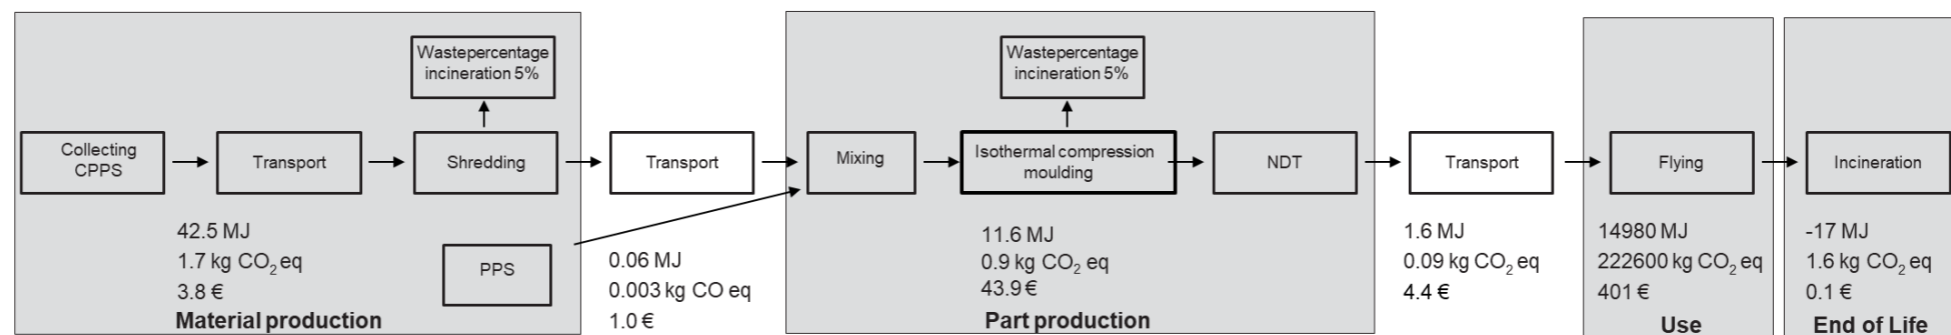 Wastepercentage
incineration 5%
Collecting
CPPS
Transport
Shredding
42.5 MJ
1.7 kg CO₂ eq
3.8 €
PPS
Material production
Transport
0.06 MJ
0.003 kg CO eq
1.0 €
Wastepercentage
incineration 5%
Mixing
Isothermal compression
moulding
NDT
11.6 MJ
0.9 kg CO₂ eq
43.9 €
Part production
Transport
1.6 MJ
0.09 kg CO₂ eq
4.4 €
Flying
14980 MJ
222600 kg CO₂ eq
401 €
Use
Incineration
-17 MJ
1.6 kg CO₂ eq
0.1 €
End of Life